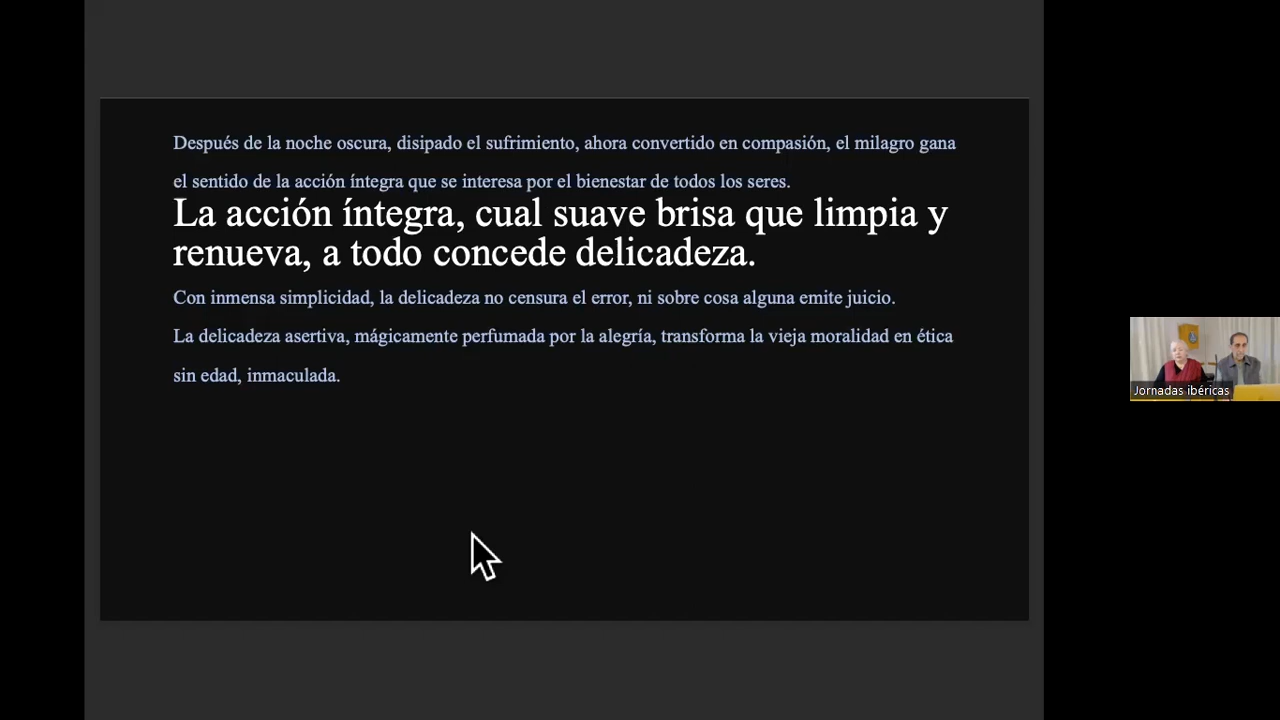 Después de la noche oscura, disipado el sufrimiento, ahora convertido en compasión, el milagro gana
el sentido de la acción íntegra que se interesa por el bienestar de todos los seres.
La acción íntegra, cual suave brisa que limpia y
renueva, a todo concede delicadeza.
Con inmensa simplicidad, la delicadeza no censura el error, ni sobre cosa alguna emite juicio.
La delicadeza asertiva, mágicamente perfumada por la alegría, transforma la vieja moralidad en ética
sin edad, inmaculada.
Jornadas ibéricas